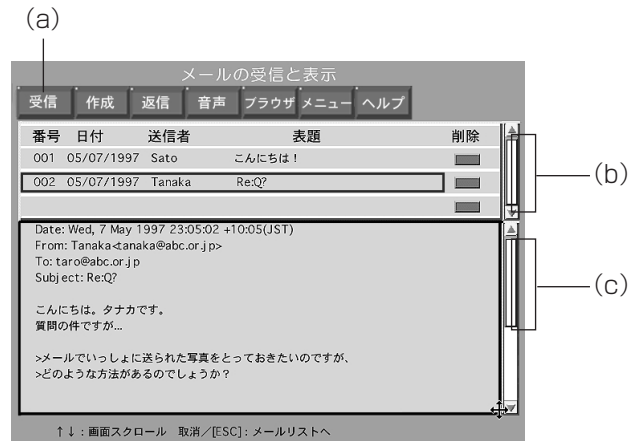 (a)
メールの受信と表示
受信 作成 返信 音声 ブラウザ メニュー ヘルプ
番号 日付 送信者 表題 削除
001 05/07/1997 Sato こんにちは！
(b)
002 05/07/1997 Tanaka Re:Q?
Date: Wed, 7 May 1997 23:05:02 +10:05(JST)
From: Tanaka<tanaka@abc.or.jp>
To: taro@abc.or.jp
(c)
Subject: Re:Q?
こんにちは。タナカです。
質問の件ですが...
>メールでいっしょに送られた写真をとっておきたいのですが、
>どのような方法があるのでしょうか？
↑↓：画面スクロール 取消／[ESC]：メールリストへ